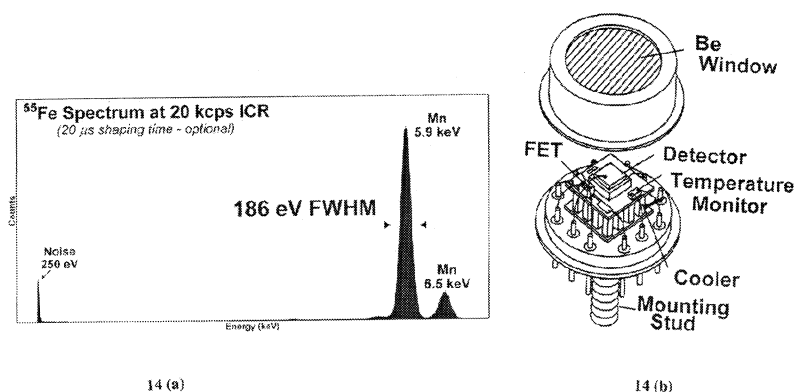 ⁵⁵Fe Spectrum at 20 kcps ICR
(20 µs shaping time - optional)
Mn
5.9 keV
186 eV FWHM
Noise
250 eV
Mn
6.5 keV
Counts
Energy (keV)
14 (a)
Be
Window
FET
Detector
Temperature
Monitor
Cooler
Mounting
Stud
14 (b)